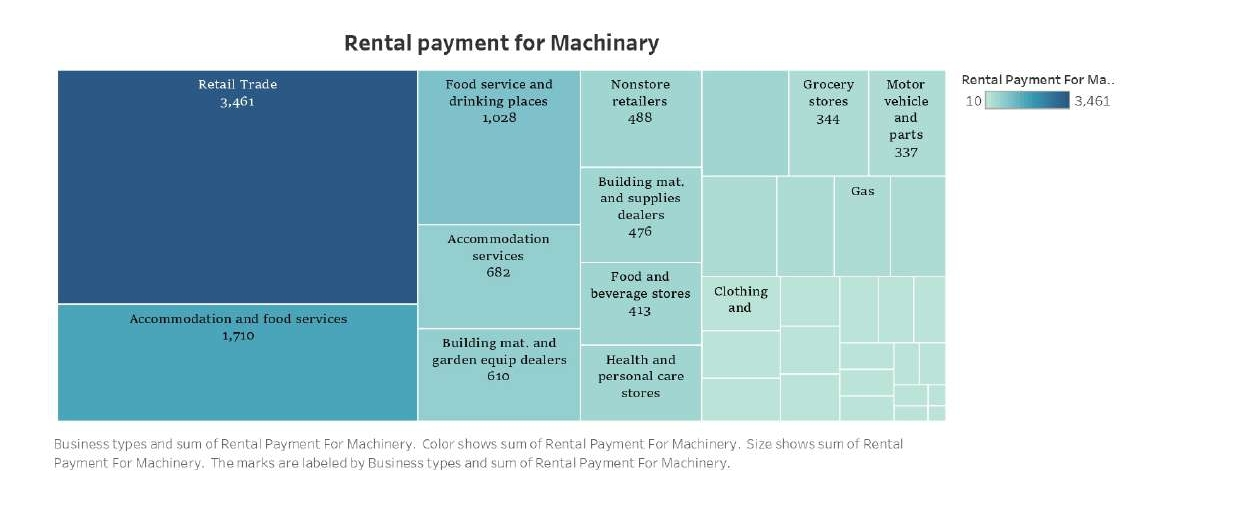 Rental payment for Machinary
Retail Trade
3,461
Accommodation and food services
1,710
Food service and
drinking places
1,028
Accommodation
services
682
Building mat. and
garden equip dealers
610
Nonstore
retailers
488
Building mat.
and supplies
dealers
476
Food and
beverage stores
413
Health and
personal care
stores
Grocery
stores
344
Motor
vehicle
and
parts
337
Gas
Clothing
and
Rental Payment For Ma..
10 3,461
Business types and sum of Rental Payment For Machinery. Color shows sum of Rental Payment For Machinery. Size shows sum of Rental
Payment For Machinery. The marks are labeled by Business types and sum of Rental Payment For Machinery.